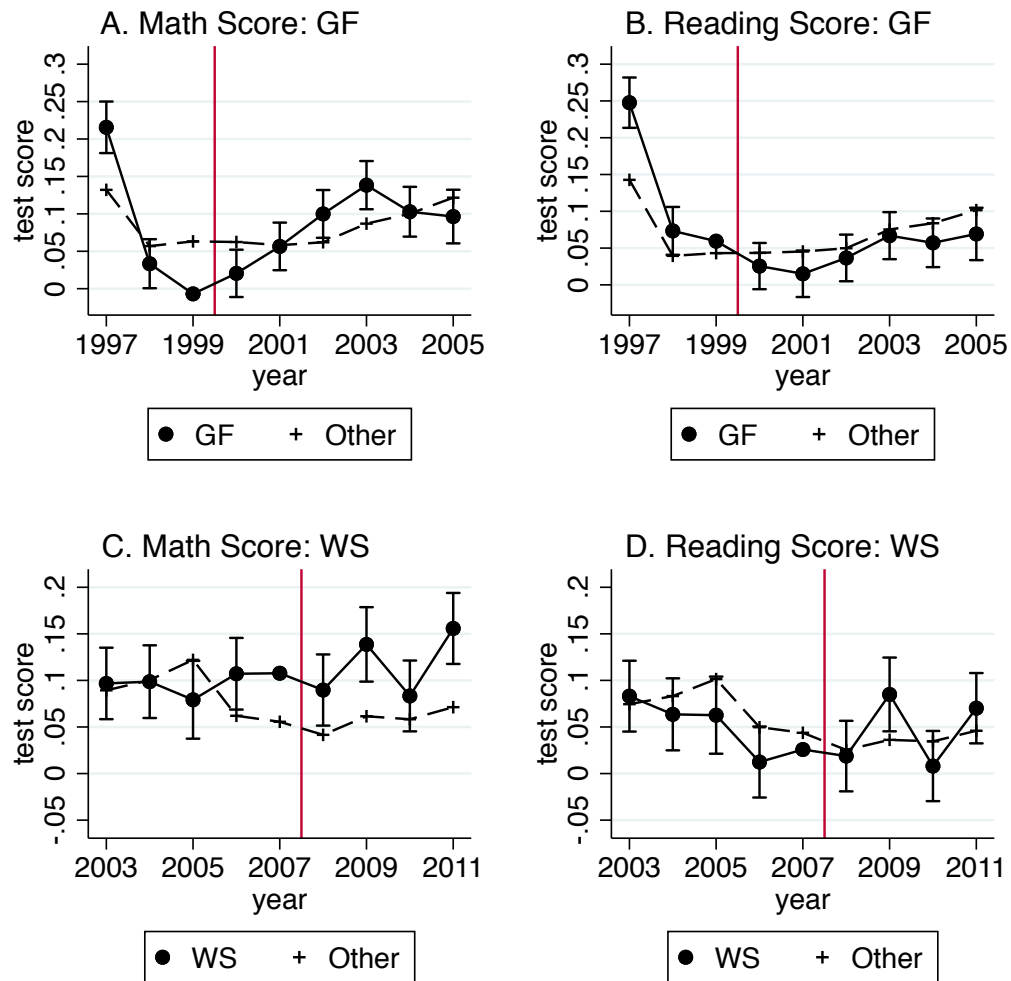 A. Math Score: GF
test score
0 .05 .1 .15 .2 .25 .3
1997 1999 2001 2003 2005
year
GF Other
B. Reading Score: GF
test score
0 .05 .1 .15 .2 .25 .3
1997 1999 2001 2003 2005
year
GF Other
C. Math Score: WS
test score
-.05 0 .05 .1 .15 .2
2003 2005 2007 2009 2011
year
WS Other
D. Reading Score: WS
test score
-.05 0 .05 .1 .15 .2
2003 2005 2007 2009 2011
year
WS Other